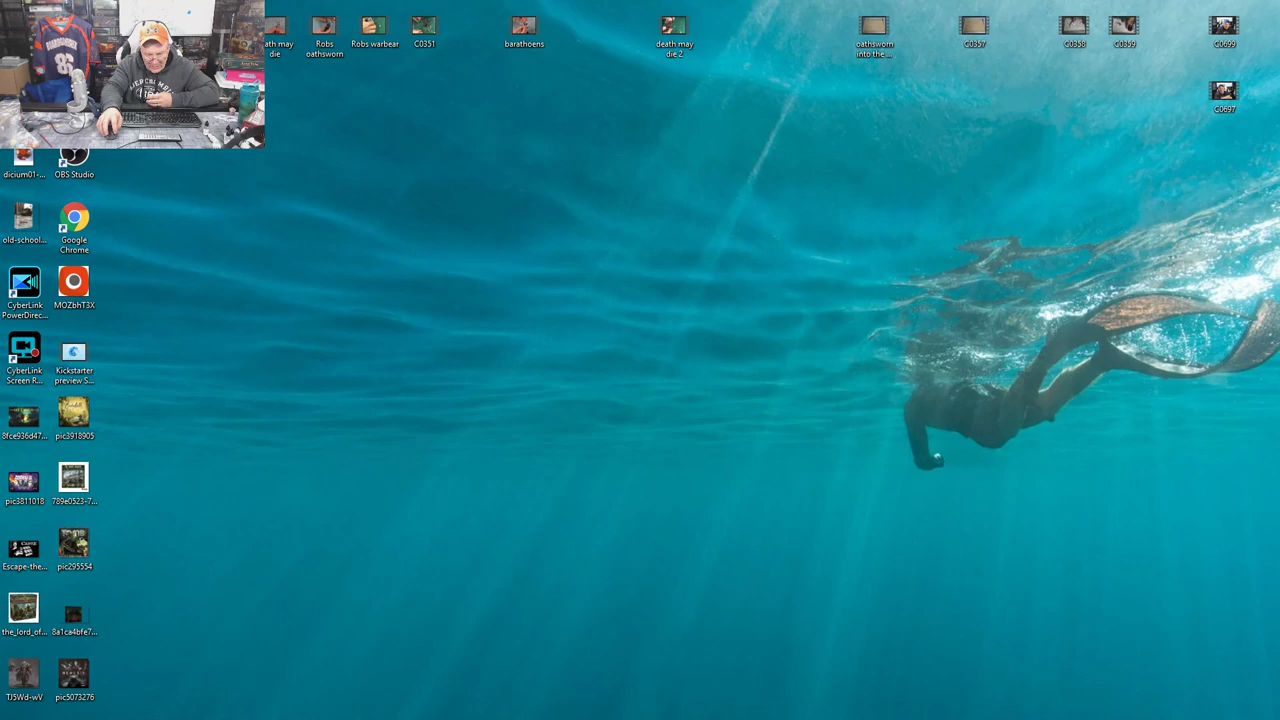 ath may
die
Robs
oathsworn
Robs warbear
C0351
barathoens
death may
die 2
oathsworn
into the ...
C0357
C0358
C0359
C0699
C0697
dicium01-...
OBS Studio
old-school...
Google
Chrome
CyberLink
PowerDirec...
MOZbhT3X
CyberLink
Screen R...
Kickstarter
preview S...
8fce936d47...
pic3918905
pic3811018
789e0523-7...
Escape-the...
pic295554
the_lord_of...
8a1ca4bfe7...
TJ5Wd-wV
pic5073276